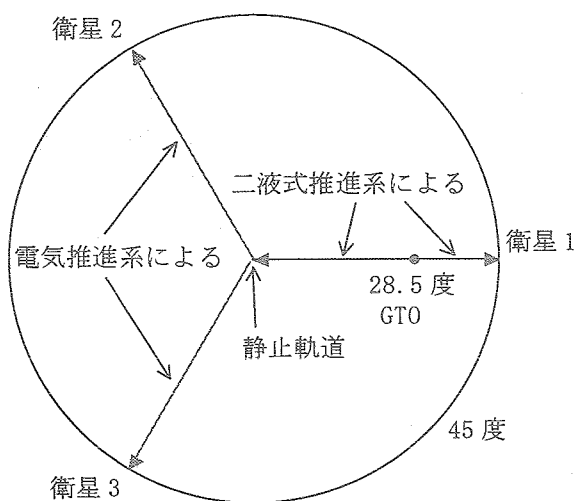 衛星 2
二液式推進系による
衛星 1
電気推進系による
28.5 度
GTO
静止軌道
45 度
衛星 3